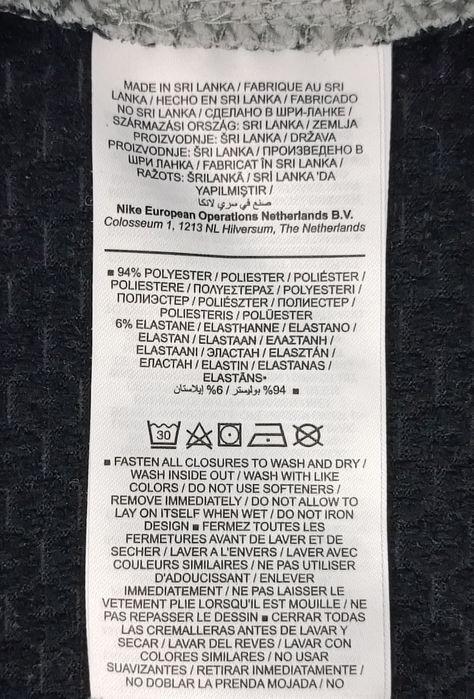 MADE IN SRI LANKA / FABRIQUE AU SRI
LANKA / HECHO EN SRI LANKA / FABRICADO
NO SRI LANKA / СДЕЛАНО В ШРИ-ЛАНКЕ /
SZÁRMAZÁSI ORSZÁG: SRI LANKA / ZEMLJA
PROIZVODNJE: ŠRI LANKA / DRŽAVA
PROIZVODNJE: ŠRI LANKA / ПРОИЗВЕДЕНО В
ШРИ ЛАНКА / FABRICAT ÎN SRI LANKA /
RAŽOTS: ŠRILANKĀ / SRİ LANKA 'DA
YAPILMIŞTIR /
صنع في سري لانكا
Nike European Operations Netherlands B.V.
Colosseum 1, 1213 NL Hilversum, The Netherlands
■ 94% POLYESTER / POLIESTER / POLIÉSTER /
POLIESTERE / ΠΟΛΥΕΣΤΕΡΑΣ / POLYESTERI /
ПОЛИЭСТЕР / POLIÉSZTER / ПОЛИЕСТЕР /
POLIESTERIS / POLÜESTER
6% ELASTANE / ELASTHANNE / ELASTANO /
ELASTAN / ELASTAAN / ΕΛΑΣΤΑΝΗ /
ELASTAANI / ЭЛАСТАН / ELASZTÁN /
ЕЛАСТАН / ELASTIN / ELASTANAS /
ELASTĀNS•
■ 94% بوليستر / 6% إيلاستان
30
■ FASTEN ALL CLOSURES TO WASH AND DRY /
WASH INSIDE OUT / WASH WITH LIKE
COLORS / DO NOT USE SOFTENERS /
REMOVE IMMEDIATELY / DO NOT ALLOW TO
LAY ON ITSELF WHEN WET / DO NOT IRON
DESIGN ■ FERMEZ TOUTES LES
FERMETURES AVANT DE LAVER ET DE
SECHER / LAVER A L'ENVERS / LAVER AVEC
COULEURS SIMILAIRES / NE PAS UTILISER
D'ADOUCISSANT / ENLEVER
IMMEDIATEMENT / NE PAS LAISSER LE
VETEMENT PLIE LORSQU'IL EST MOUILLE / NE
PAS REPASSER LE DESSIN ■ CERRAR TODAS
LAS CREMALLERAS ANTES DE LAVAR Y
SECAR / LAVAR DEL REVES / LAVAR CON
COLORES SIMILARES / NO USAR
SUAVIZANTES / RETIRAR INMEDIATAMENTE /
NO DOBLAR LA PRENDA MOJADA / NO